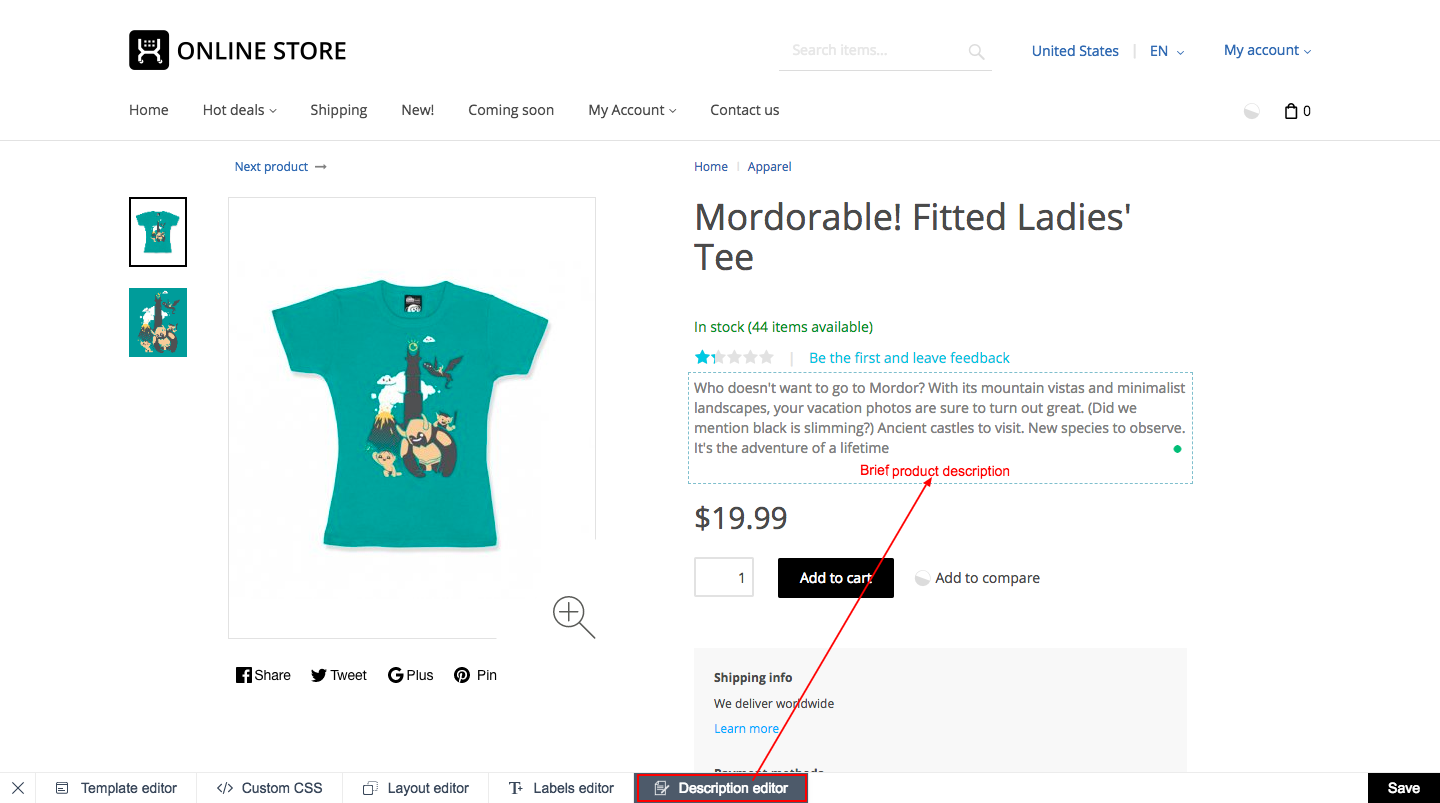 ONLINE STORE
Search items...
United States | EN
My account
Home
Hot deals
Shipping
New!
Coming soon
My Account
Contact us
0
Next product
Home | Apparel
Mordorable! Fitted Ladies'
Tee
In stock (44 items available)
| Be the first and leave feedback
Who doesn't want to go to Mordor? With its mountain vistas and minimalist
landscapes, your vacation photos are sure to turn out great. (Did we
mention black is slimming?) Ancient castles to visit. New species to observe.
It's the adventure of a lifetime
Brief product description
$19.99
1
Add to cart
Add to compare
Share
Tweet
Plus
Pin
Shipping info
We deliver worldwide
Learn more
Payment methods
Template editor
</> Custom CSS
Layout editor
Labels editor
Description editor
Save